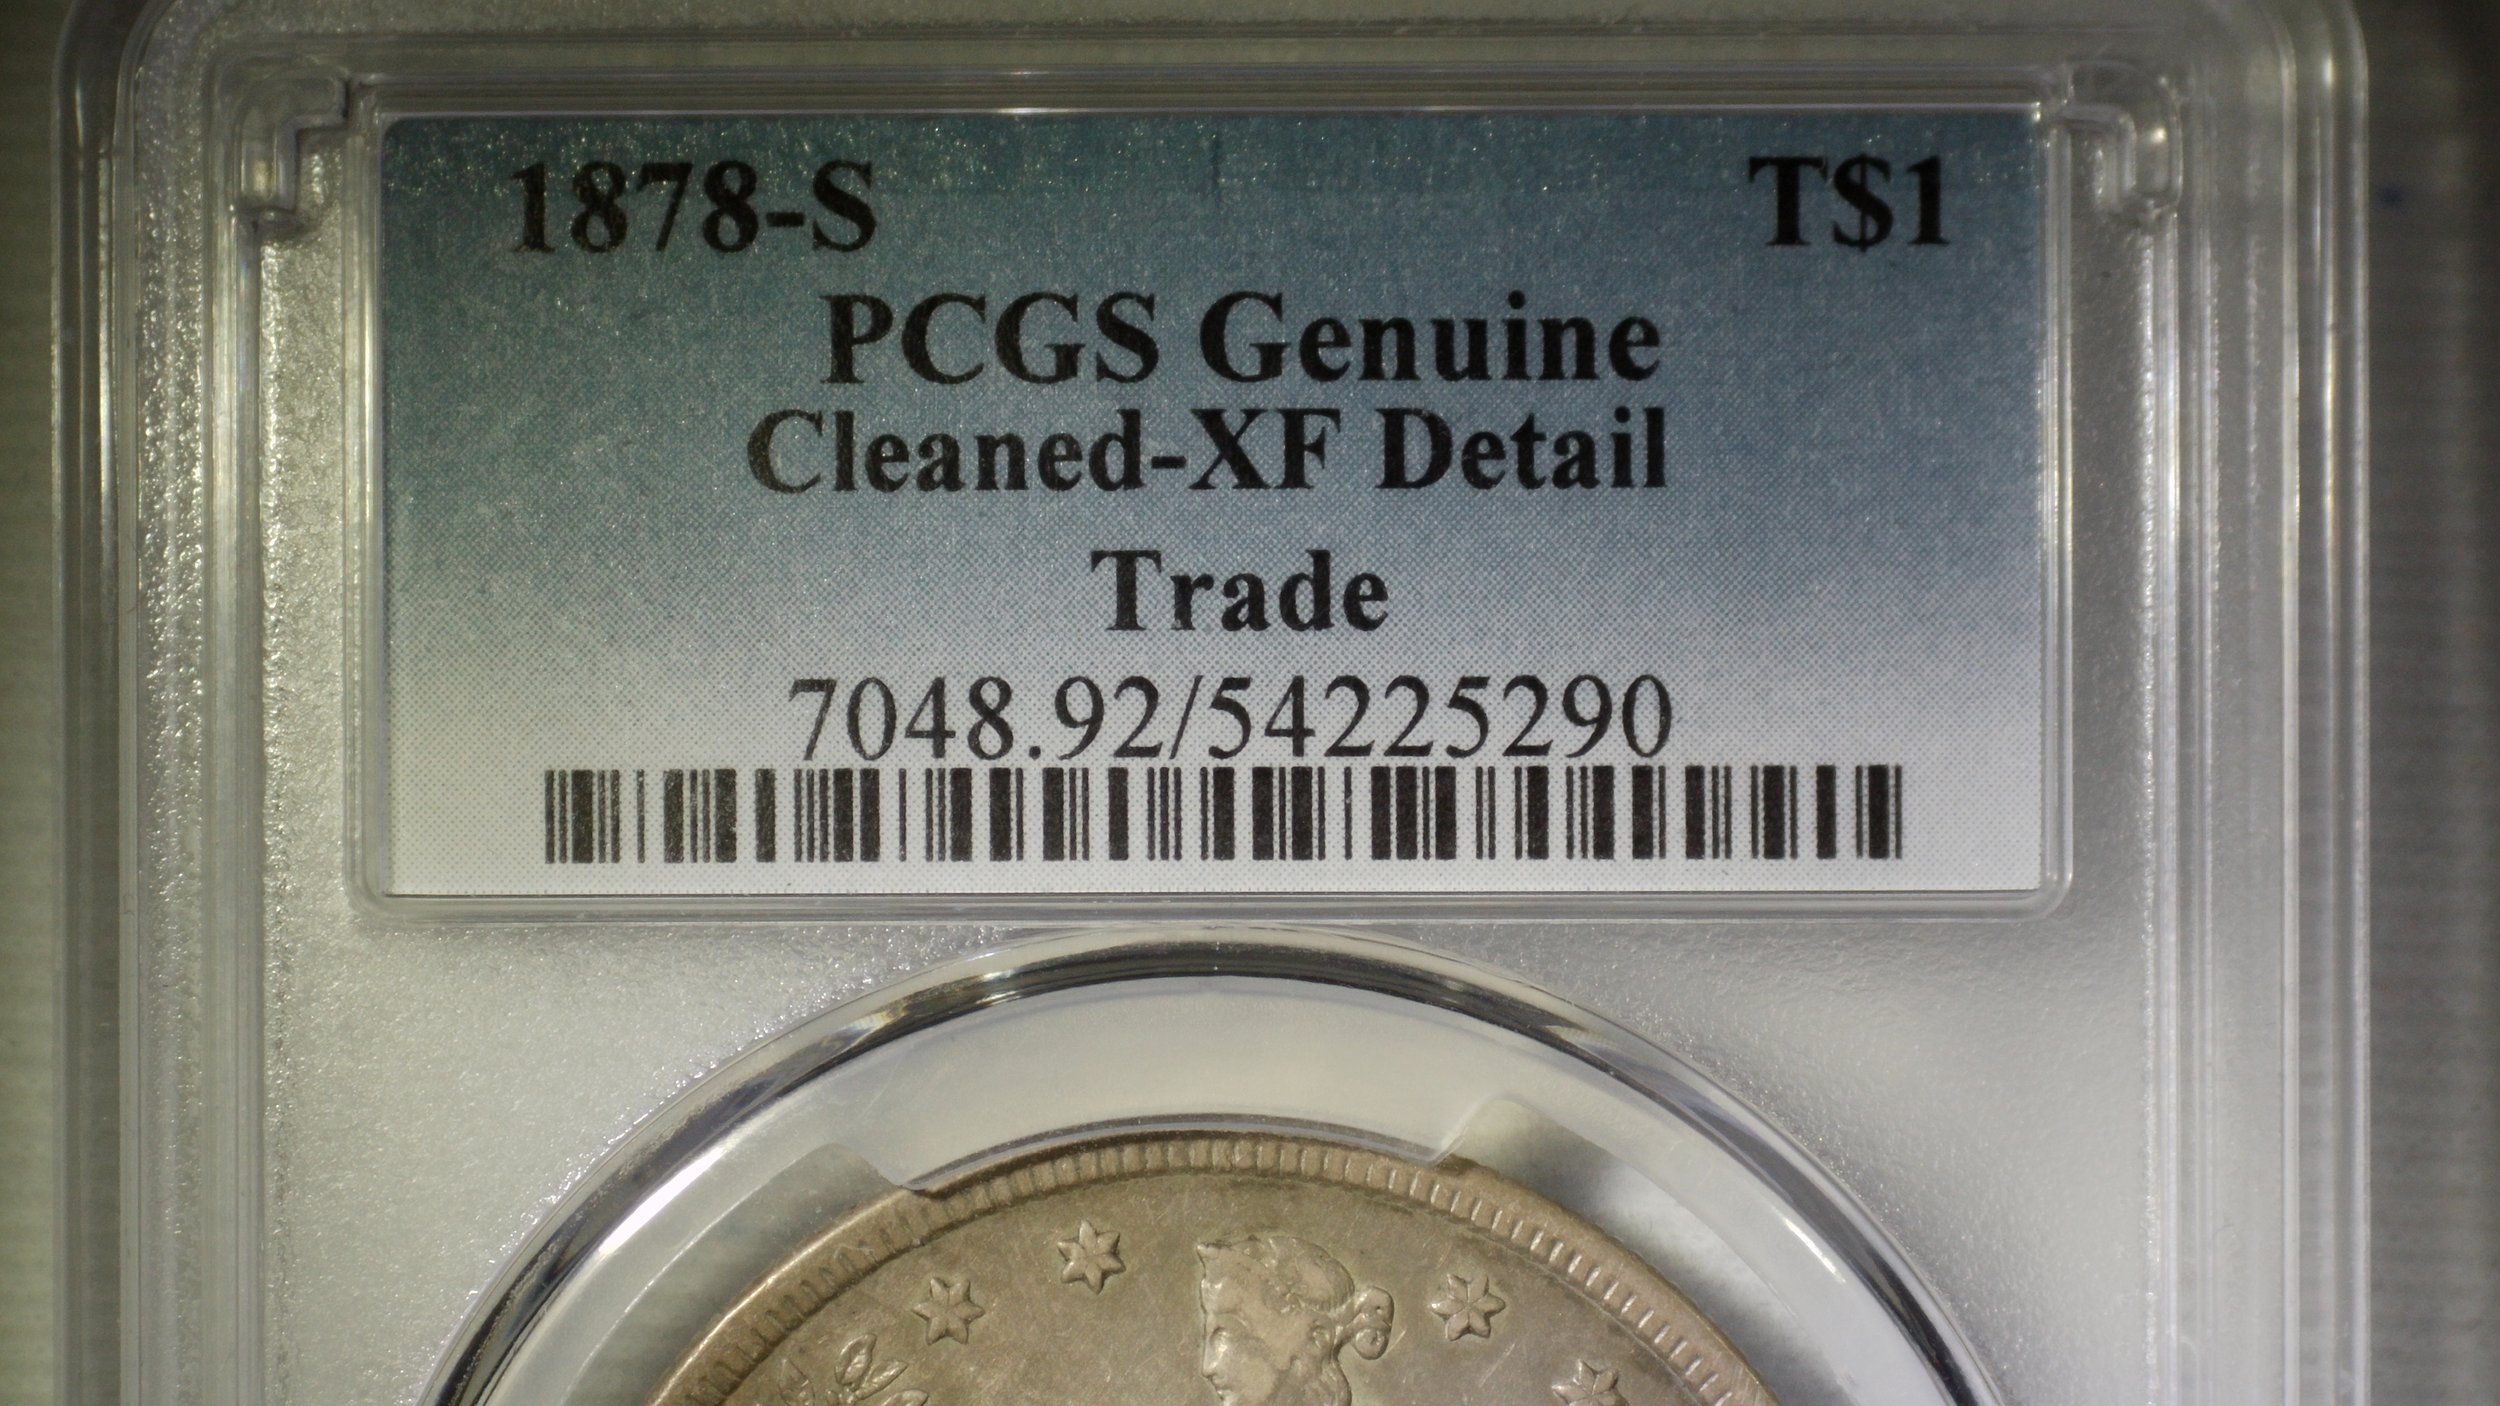 1878-S T$1
PCGS Genuine
Cleaned-XF Detail
Trade
7048.92/54225290